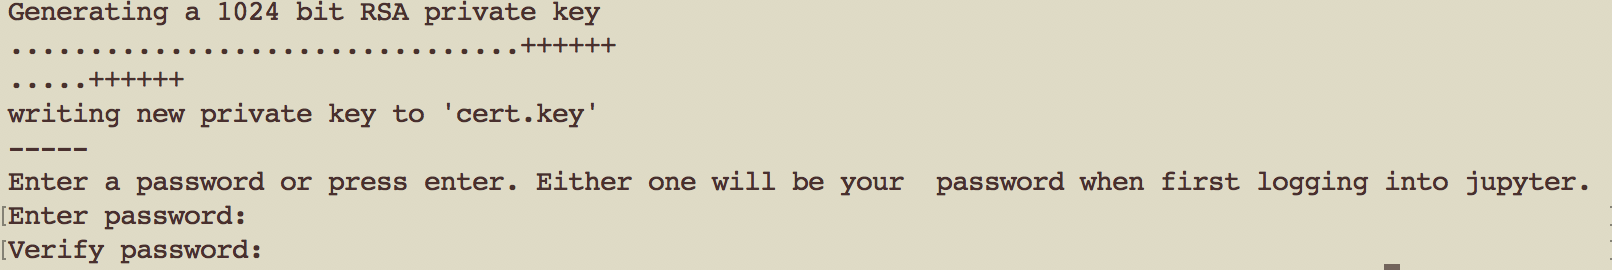 Generating a 1024 bit RSA private key
................................++++++
.....++++++
writing new private key to 'cert.key'
-----
Enter a password or press enter. Either one will be your  password when first logging into jupyter.
[Enter password:
[Verify password: